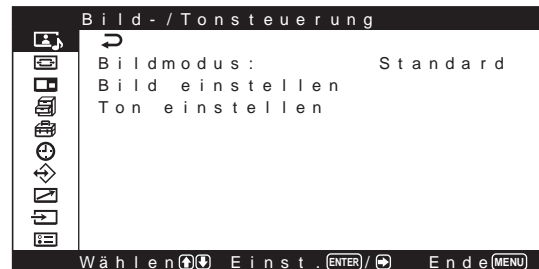 Bild-/Tonsteuerung
Bildmodus: Standard
Bild einstellen
Ton einstellen
Wählen Einst. ENTER / Ende MENU